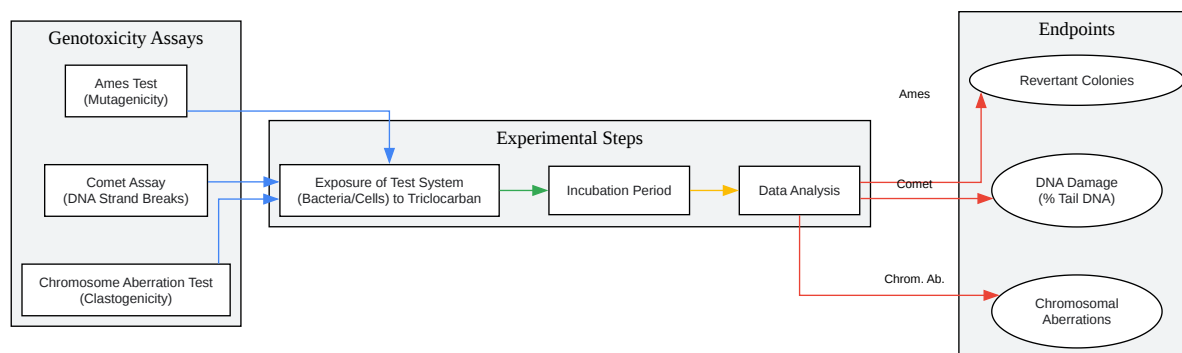 Genotoxicity Assays
Ames Test
(Mutagenicity)
Comet Assay
(DNA Strand Breaks)
Chromosome Aberration Test
(Clastogenicity)
Experimental Steps
Exposure of Test System
(Bacteria/Cells) to Triclocarban
Incubation Period
Data Analysis
Ames
Comet
Chrom. Ab.
Endpoints
Revertant Colonies
DNA Damage
(% Tail DNA)
Chromosomal
Aberrations